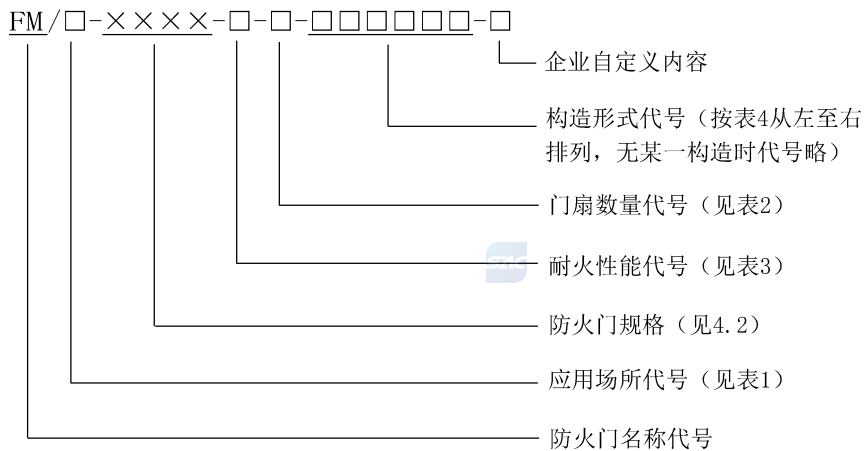 FM/□-××××-□-□-□□□□□□-□
企业自定义内容
构造形式代号（按表4从左至右
排列，无某一构造时代号略）
门扇数量代号（见表2）
耐火性能代号（见表3）
防火门规格（见4.2）
应用场所代号（见表1）
防火门名称代号
SZIC